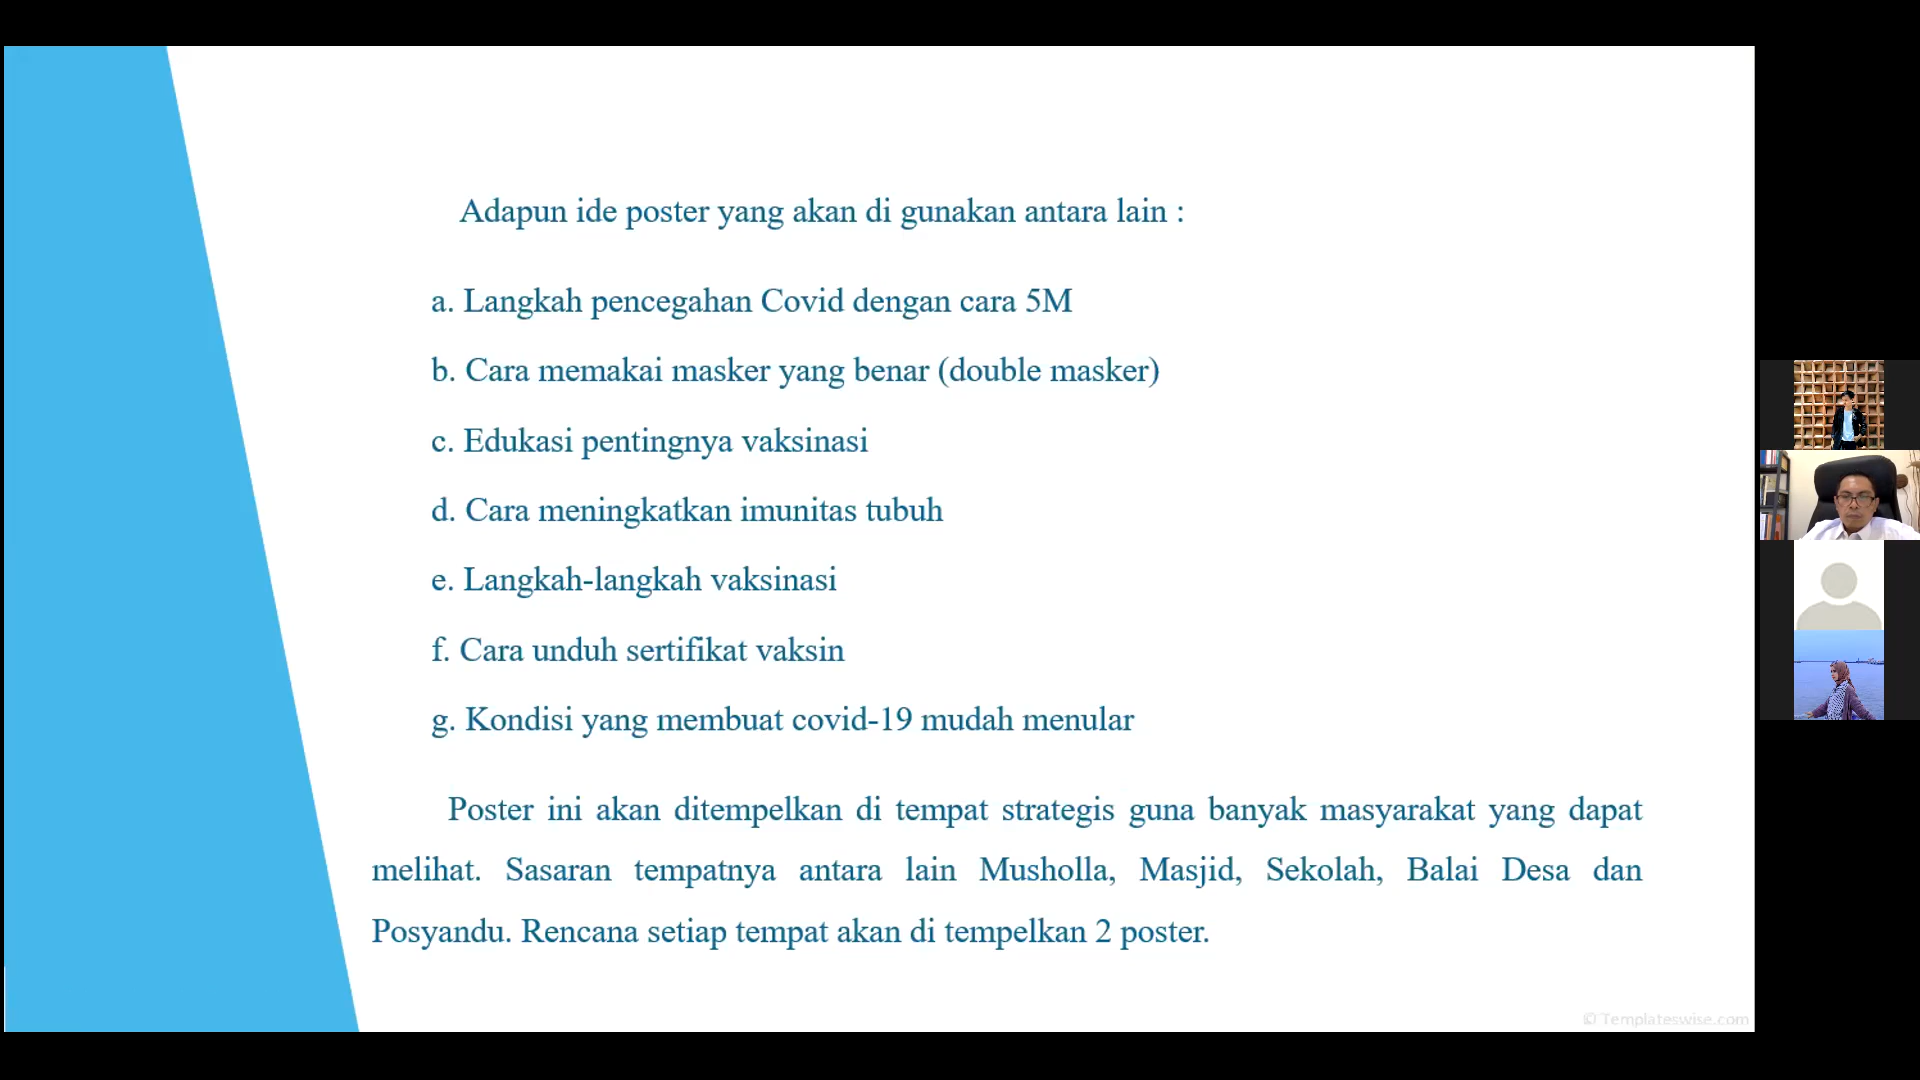 Adapun ide poster yang akan di gunakan antara lain :
a. Langkah pencegahan Covid dengan cara 5M
b. Cara memakai masker yang benar (double masker)
c. Edukasi pentingnya vaksinasi
d. Cara meningkatkan imunitas tubuh
e. Langkah-langkah vaksinasi
f. Cara unduh sertifikat vaksin
g. Kondisi yang membuat covid-19 mudah menular
Poster ini akan ditempelkan di tempat strategis guna banyak masyarakat yang dapat
melihat. Sasaran tempatnya antara lain Musholla, Masjid, Sekolah, Balai Desa dan
Posyandu. Rencana setiap tempat akan di tempelkan 2 poster.
© Templateswise.com